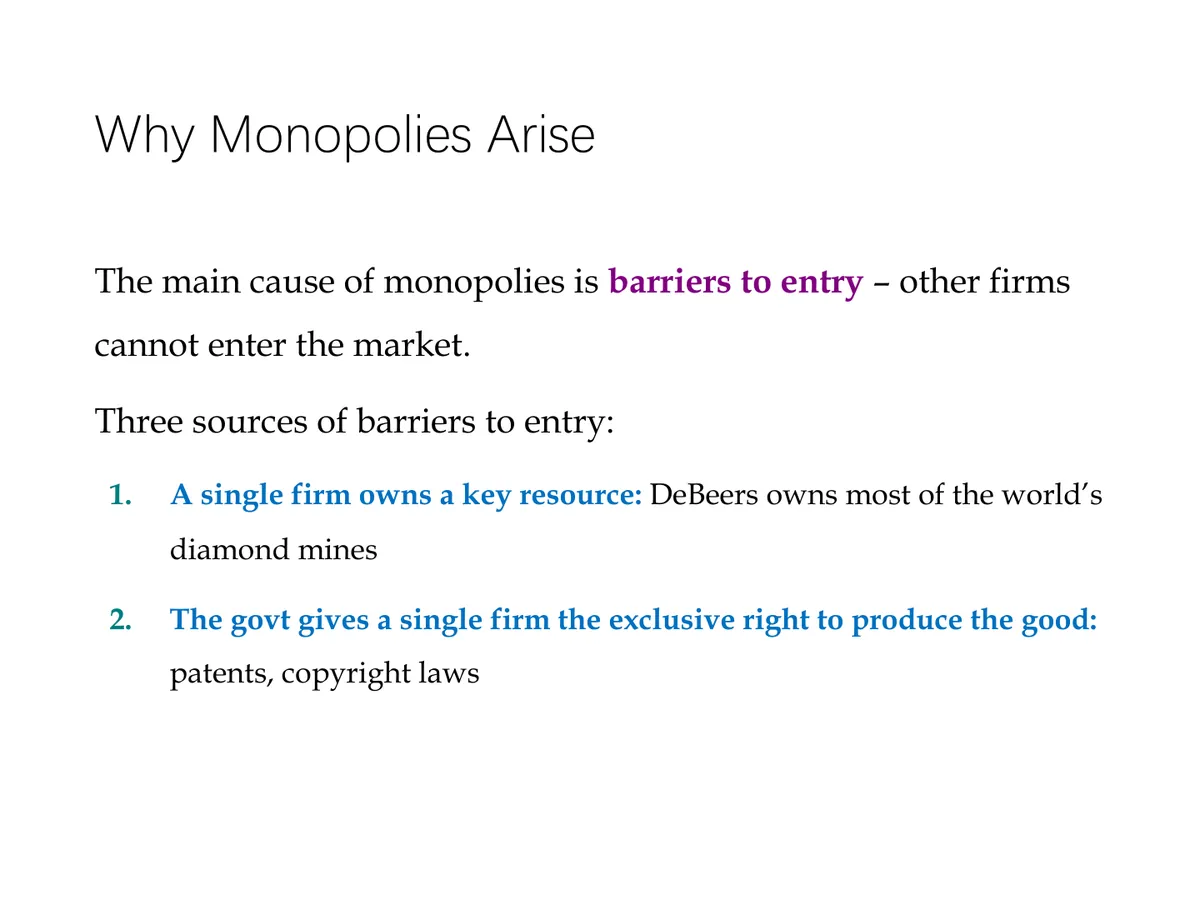 Why Monopolies Arise
The main cause of monopolies is barriers to entry – other firms
cannot enter the market.
Three sources of barriers to entry:
1. A single firm owns a key resource: DeBeers owns most of the world’s
diamond mines
2. The govt gives a single firm the exclusive right to produce the good:
patents, copyright laws